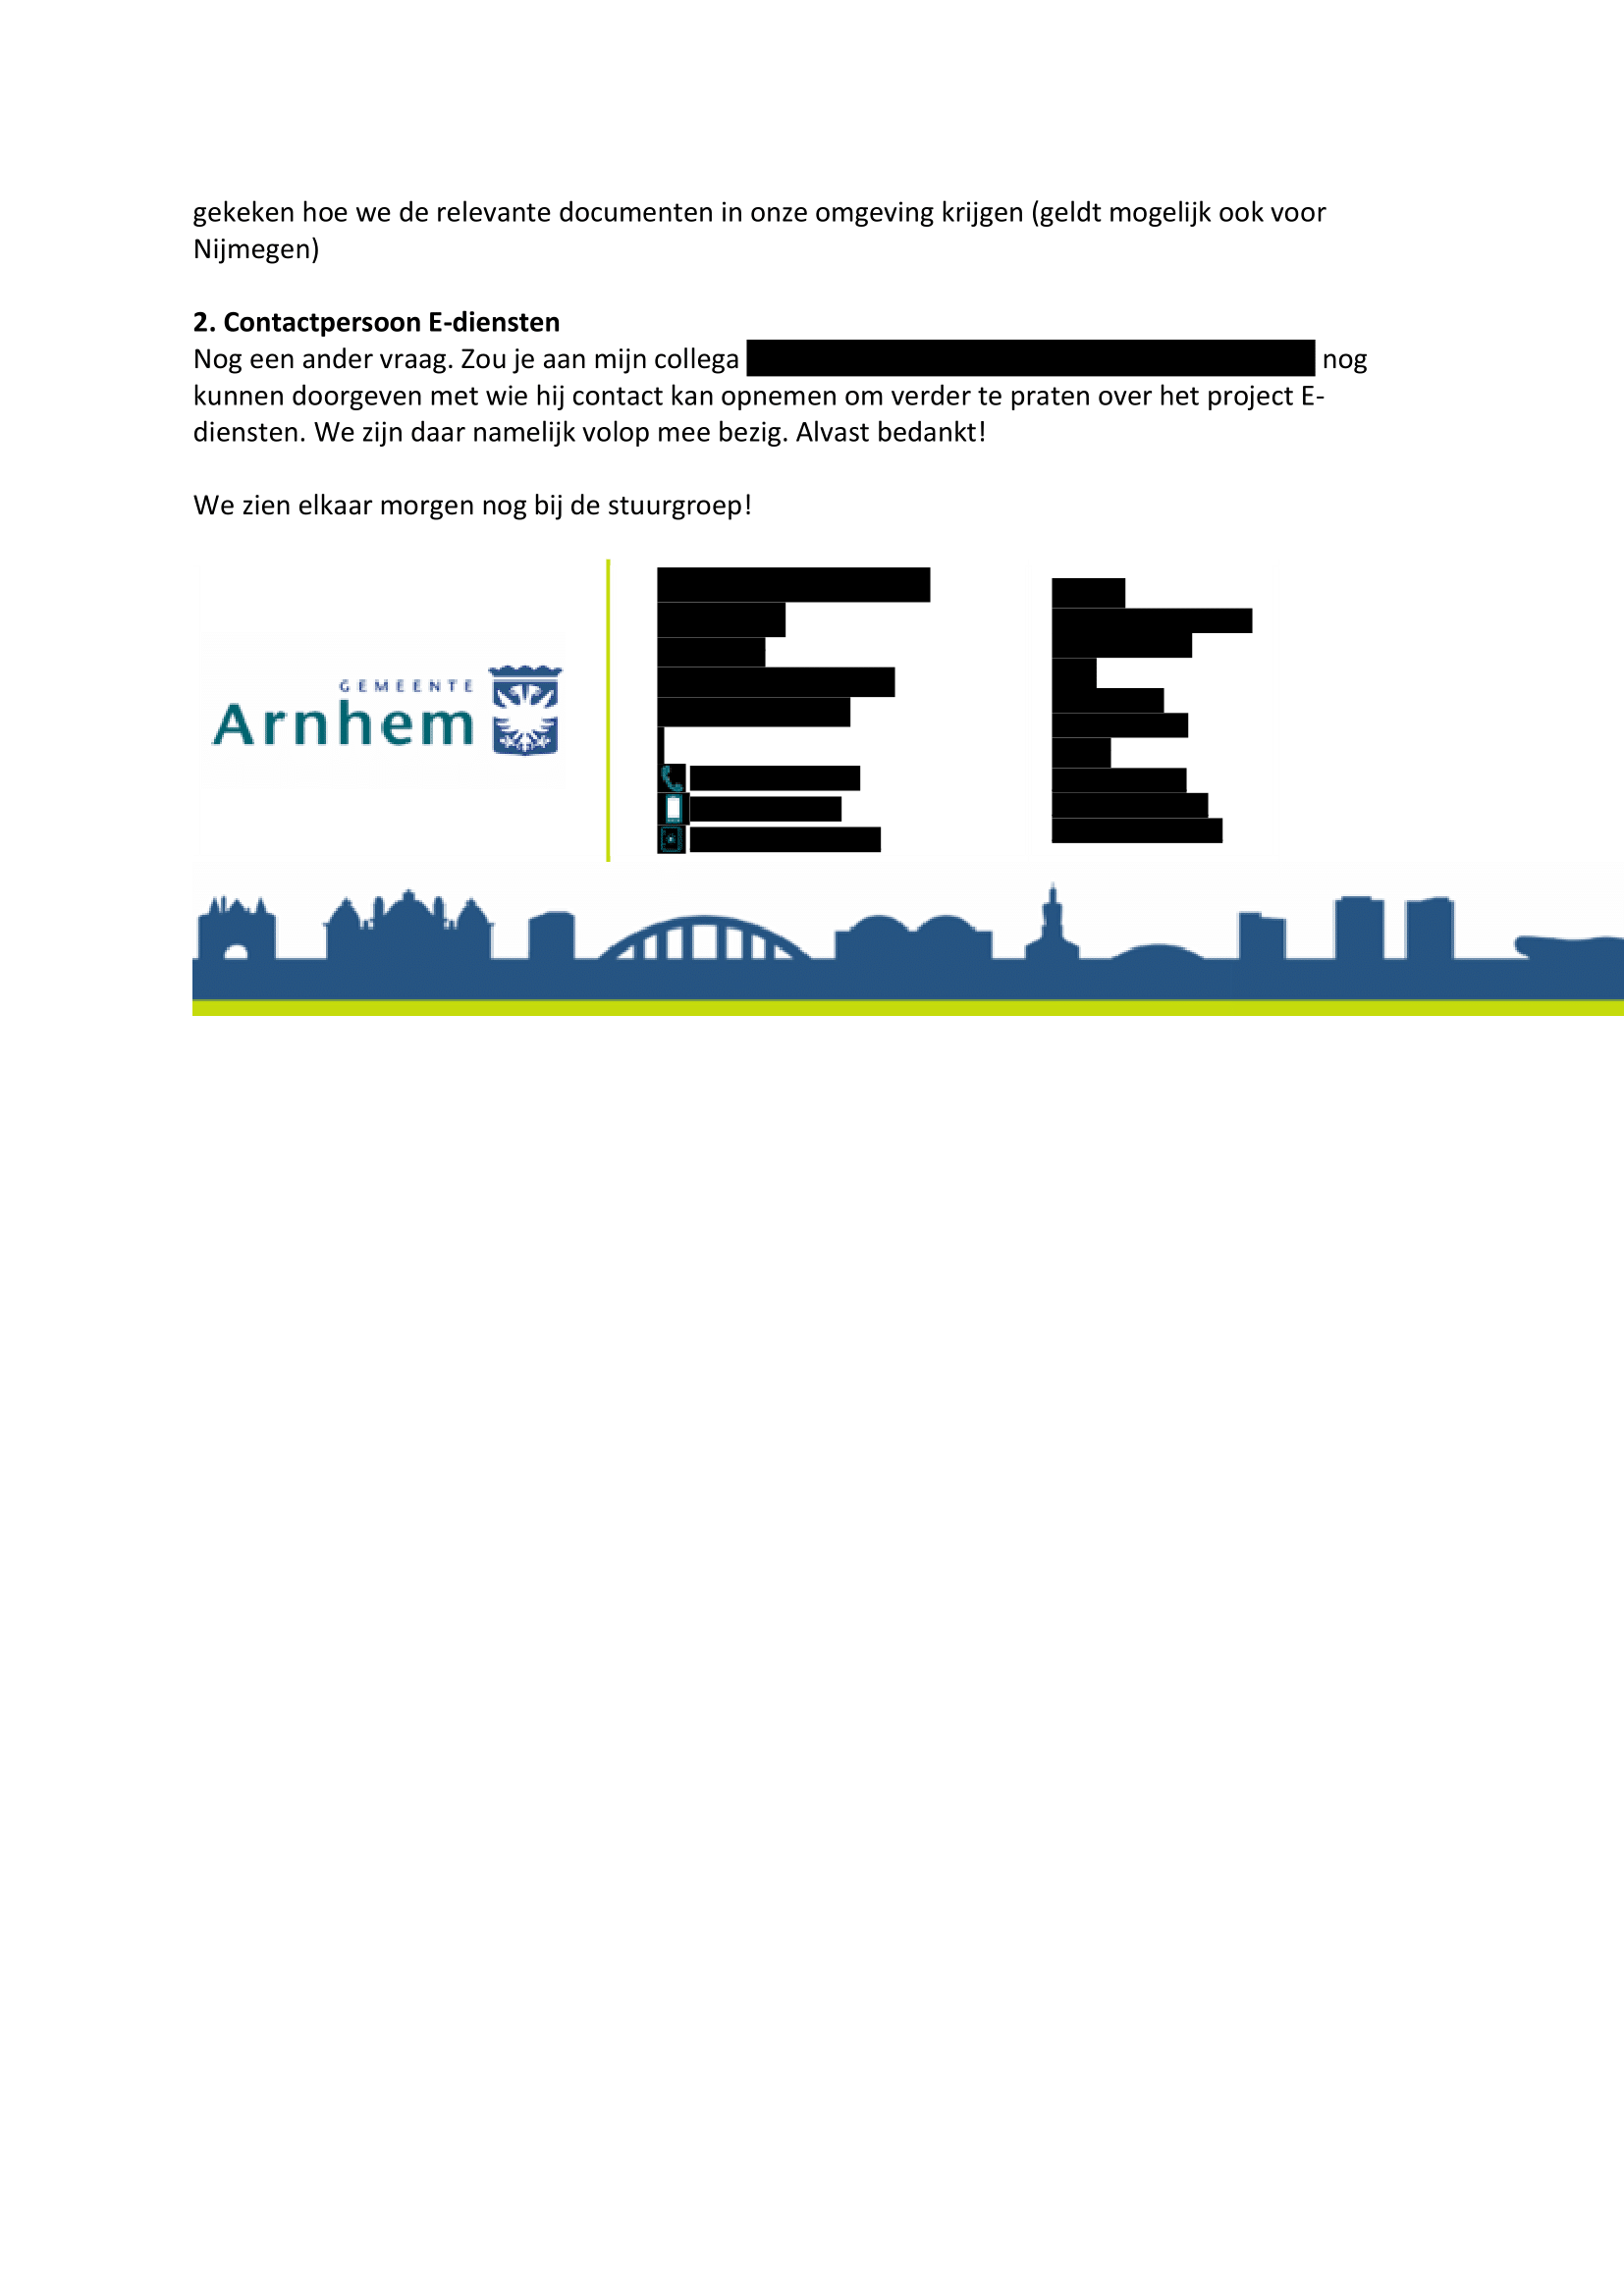 gekeken hoe we de relevante documenten in onze omgeving krijgen (geldt mogelijk ook voor
Nijmegen)
2. Contactpersoon E-diensten
Nog een ander vraag. Zou je aan mijn collega nog
kunnen doorgeven met wie hij contact kan opnemen om verder te praten over het project E-
diensten. We zijn daar namelijk volop mee bezig. Alvast bedankt!
We zien elkaar morgen nog bij de stuurgroep!
GEMEENTE
Arnhem